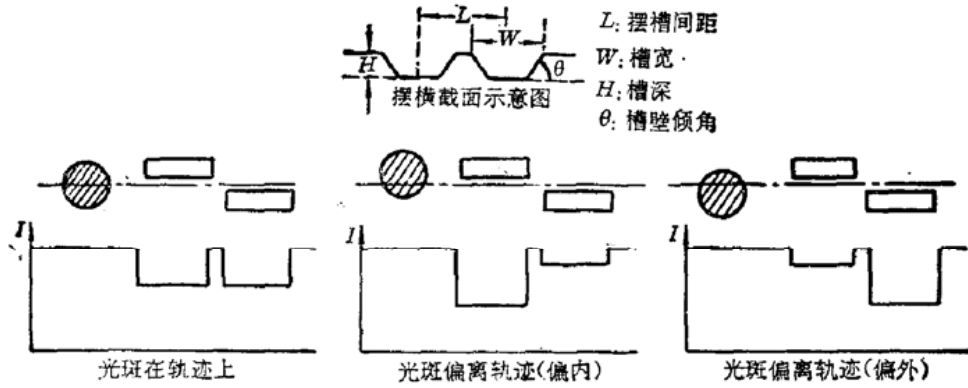 L
W
H
θ
摆横截面示意图
L: 摆槽间距
W: 槽宽
H: 槽深
θ: 槽壁倾角
I
I
I
光斑在轨迹上
光斑偏离轨迹(偏内)
光斑偏离轨迹(偏外)